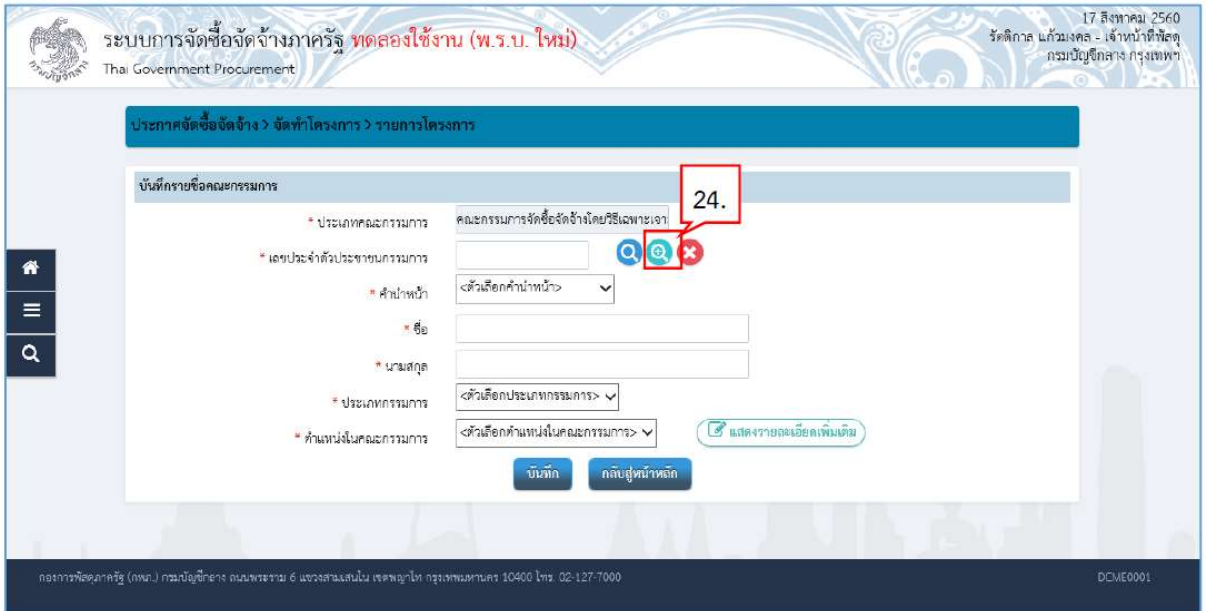 17 สิงหาคม 2560
ระบบการจัดซื้อจัดจ้างภาครัฐ ทดลองใช้งาน (พ.ร.บ. ใหม่)
รัตติกาล แก้วมงคล - เจ้าหน้าที่พัสดุ
Thai Government Procurement
กรมบัญชีกลาง กรุงเทพฯ
ประกาศจัดซื้อจัดจ้าง > จัดทำโครงการ > รายการโครงการ
บันทึกรายชื่อคณะกรรมการ
24.
* ประเภทคณะกรรมการ คณะกรรมการจัดซื้อจัดจ้างโดยวิธีเฉพาะเจา
* เลขประจำตัวประชาชนกรรมการ
* คำนำหน้า <ตัวเลือกคำนำหน้า>
* ชื่อ
* นามสกุล
* ประเภทกรรมการ <ตัวเลือกประเภทกรรมการ>
* ตำแหน่งในคณะกรรมการ <ตัวเลือกตำแหน่งในคณะกรรมการ> แสดงรายละเอียดเพิ่มเติม
บันทึก กลับสู่หน้าหลัก
กองการพัสดุภาครัฐ (กพภ.) กรมบัญชีกลาง ถนนพระราม 6 แขวงสามเสนใน เขตพญาไท กรุงเทพมหานคร 10400 โทร. 02-127-7000 DCME0001